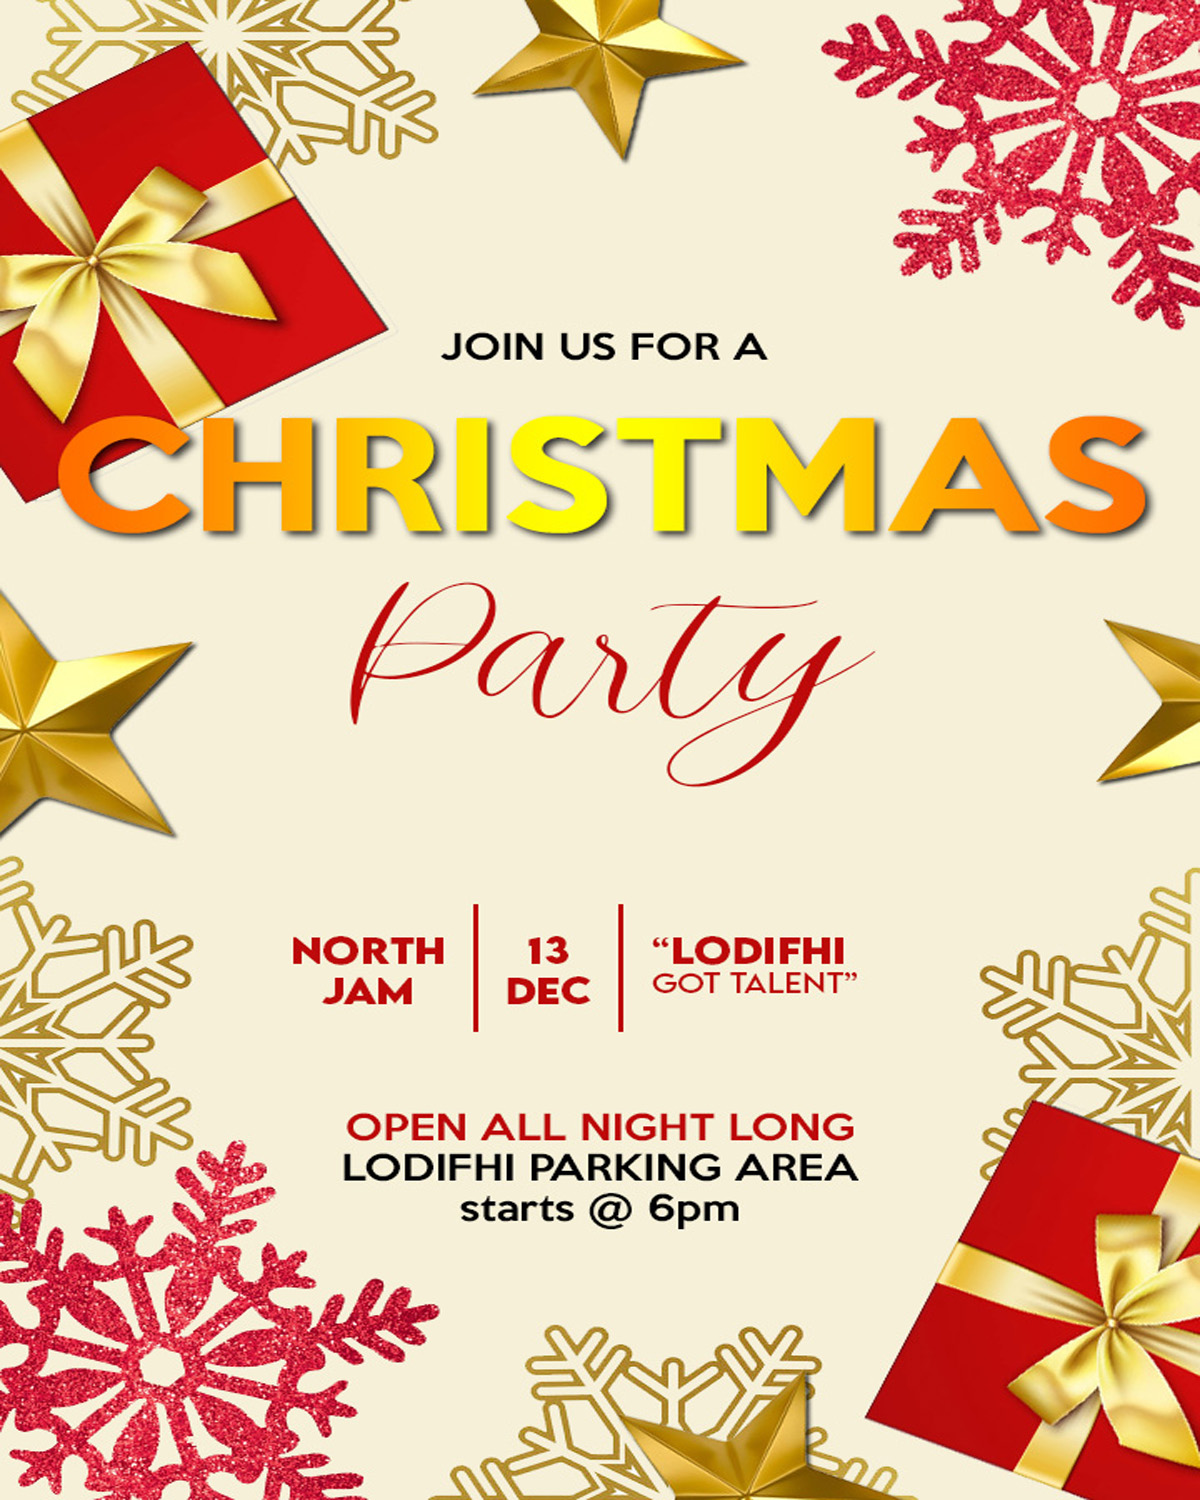 JOIN US FOR A
CHRISTMAS
Party
NORTH
JAM
13
DEC
“LODIFHI
GOT TALENT”
OPEN ALL NIGHT LONG
LODIFHI PARKING AREA
starts @ 6pm